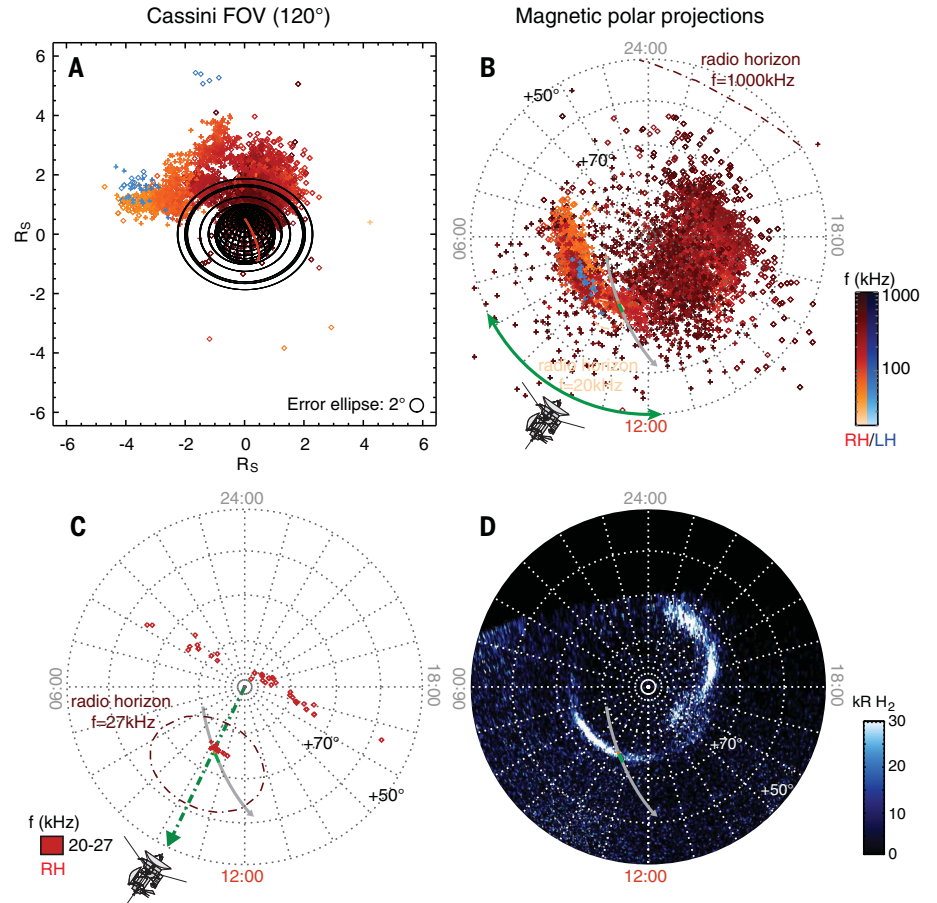 Cassini FOV (120°)
Magnetic polar projections
A
6
4
2
0
-2
-4
-6
R_S
Error ellipse: 2°
-6 -4 -2 0 2 4 6
R_S
B
24:00
radio horizon
f=1000kHz
+50°
+70°
06:00
18:00
radio horizon
f=20kHz
12:00
f (kHz)
1000
100
RH/LH
C
24:00
06:00
18:00
radio horizon
f=27kHz
+70°
+50°
f (kHz)
20-27
RH
12:00
D
24:00
06:00
18:00
+70°
+50°
12:00
kR H₂
30
20
10
0